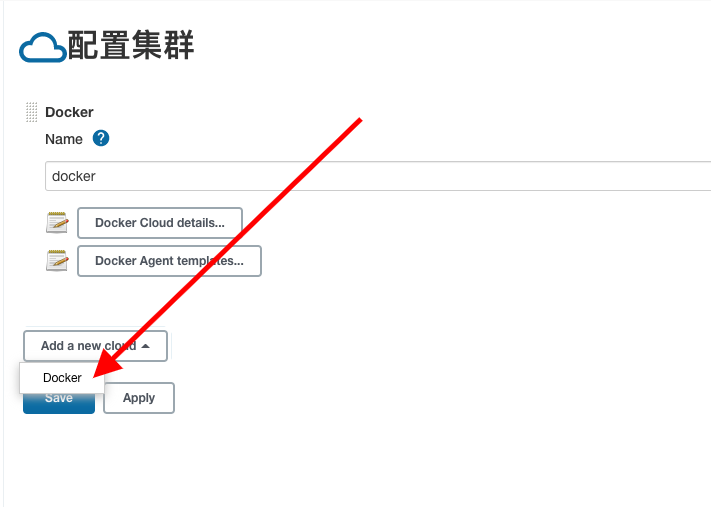 配置集群
Docker
Name ?
docker
Docker Cloud details...
Docker Agent templates...
Add a new cloud
Docker
Save Apply